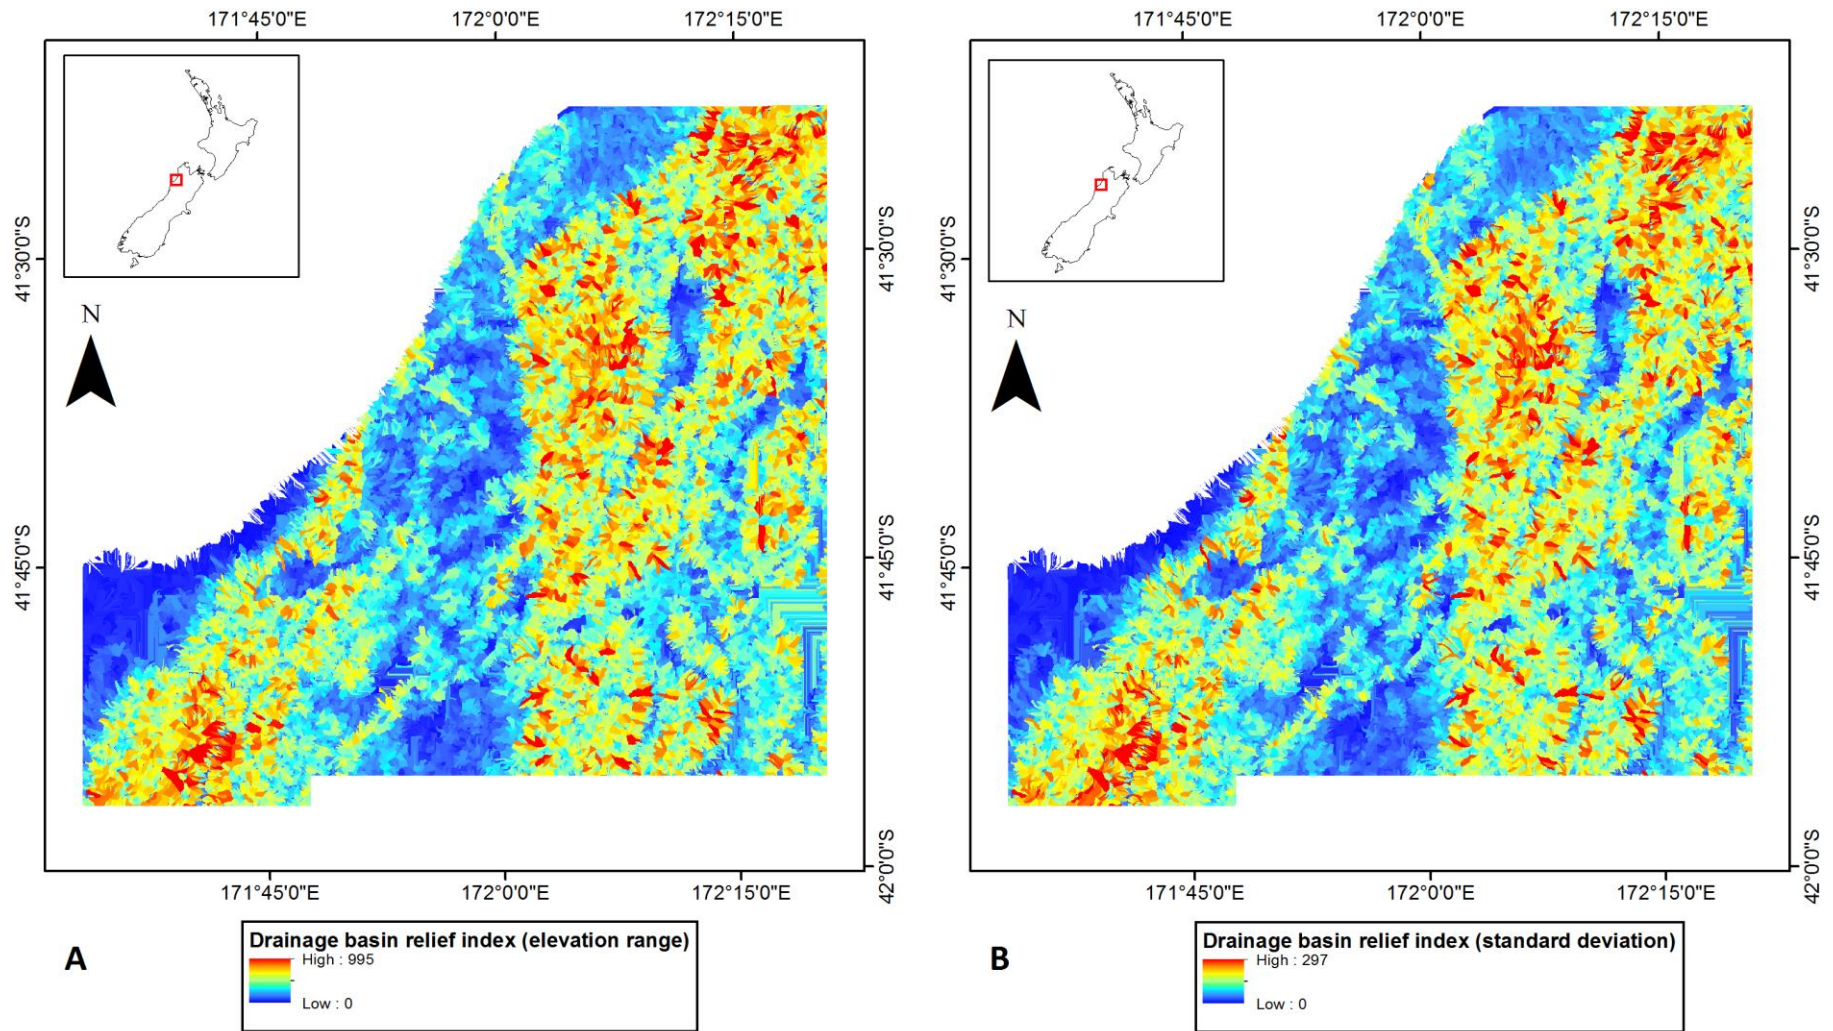 171°45'0"E 172°0'0"E 172°15'0"E
171°45'0"E 172°0'0"E 172°15'0"E
N
41°30'0"S
41°45'0"S
41°30'0"S
41°45'0"S
171°45'0"E 172°0'0"E 172°15'0"E
N
41°30'0"S
41°45'0"S
41°30'0"S
41°45'0"S
42°0'0"S
42°0'0"S
171°45'0"E 172°0'0"E 172°15'0"E
A
Drainage basin relief index (elevation range)
High : 995
Low : 0
B
Drainage basin relief index (standard deviation)
High : 297
Low : 0